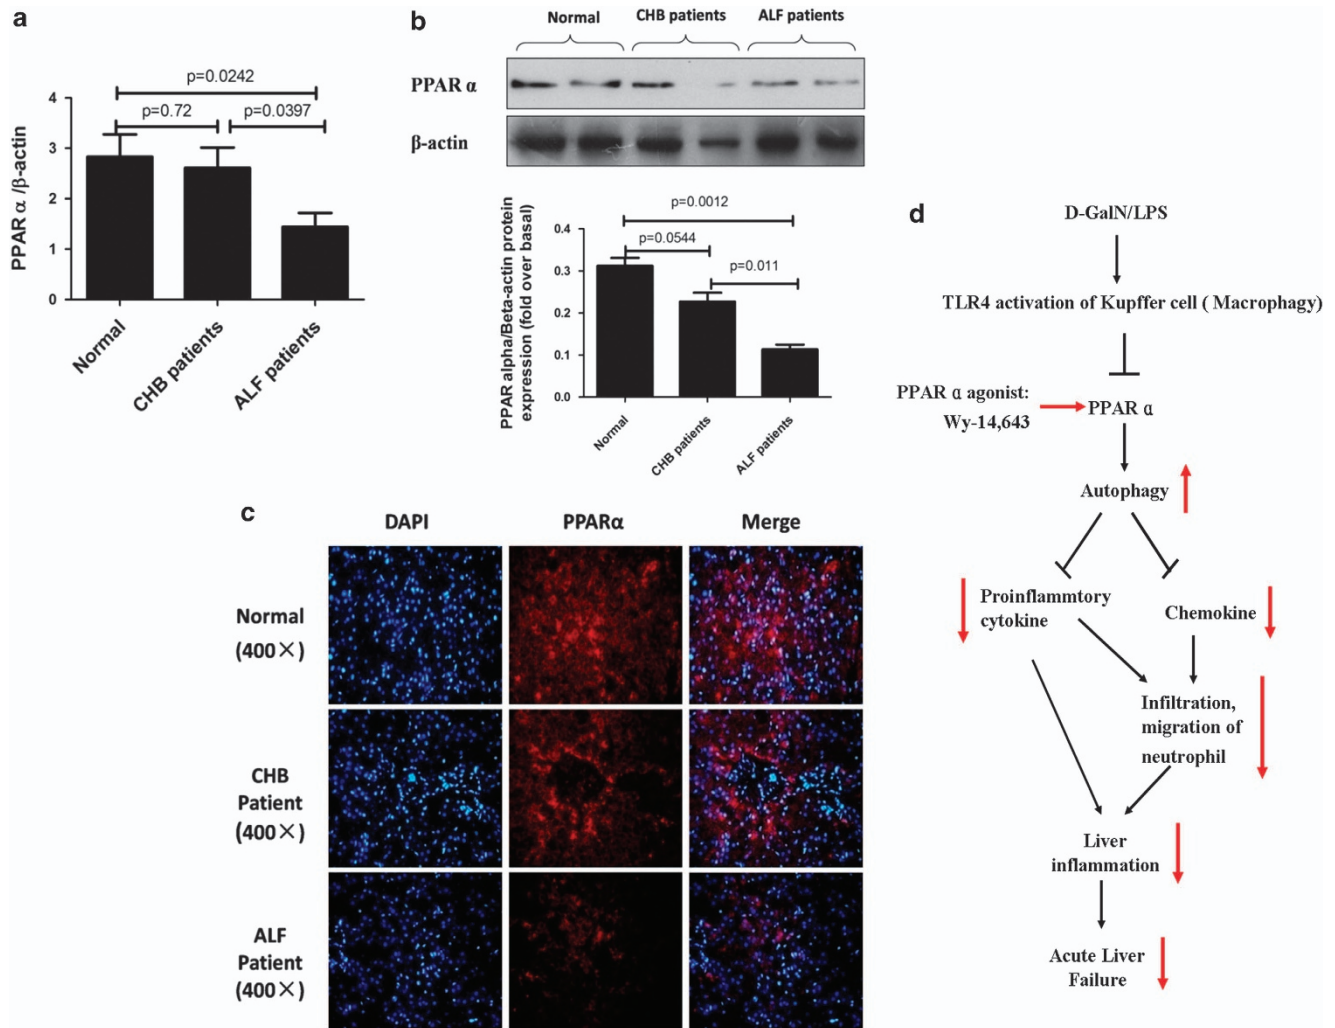 a
p=0.0242
p=0.72
p=0.0397
PPAR α /β-actin
4
3
2
1
0
Normal
CHB patients
ALF patients
b
Normal
CHB patients
ALF patients
PPAR α
β-actin
PPAR alpha/Beta-actin protein
expression (fold over basal)
p=0.0012
p=0.0544
p=0.011
0.4
0.3
0.2
0.1
0.0
Normal
CHB patients
ALF patients
c
DAPI
PPARα
Merge
Normal
(400×)
CHB
Patient
(400×)
ALF
Patient
(400×)
d
D-GalN/LPS
TLR4 activation of Kupffer cell ( Macrophagy)
PPAR α agonist:
Wy-14,643
PPAR α
Autophagy
Proinflammtory
cytokine
Chemokine
Infiltration,
migration of
neutrophil
Liver
inflammation
Acute Liver
Failure